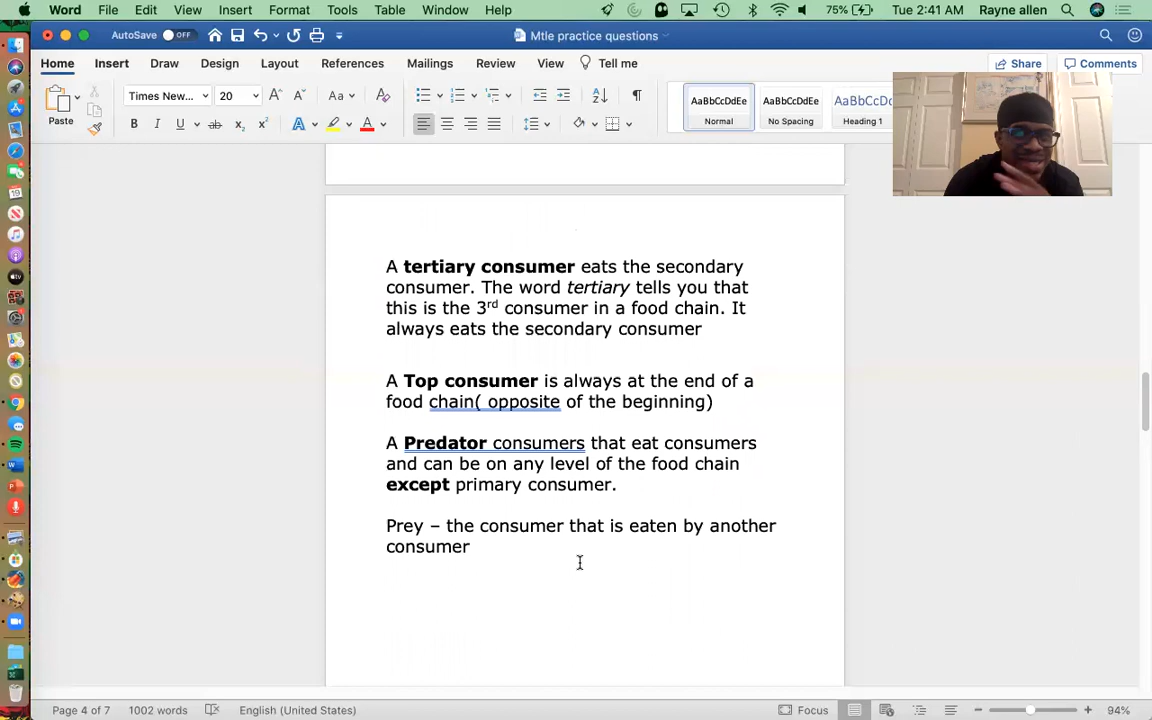 Word File Edit View Insert Format Tools Table Window Help 75% Tue 2:41 AM Rayne allen
AutoSave OFF Mtle practice questions
Home Insert Draw Design Layout References Mailings Review View Tell me Share Comments
Paste Times New... 20 Aa AaBbCcDdEe AaBbCcDdEe AaBbCcDd
B I U ab x2 x2 A A Normal No Spacing Heading 1
A tertiary consumer eats the secondary
consumer. The word tertiary tells you that
this is the 3rd consumer in a food chain. It
always eats the secondary consumer
A Top consumer is always at the end of a
food chain( opposite of the beginning)
A Predator consumers that eat consumers
and can be on any level of the food chain
except primary consumer.
Prey – the consumer that is eaten by another
consumer
Page 4 of 7 1002 words English (United States) Focus 94%